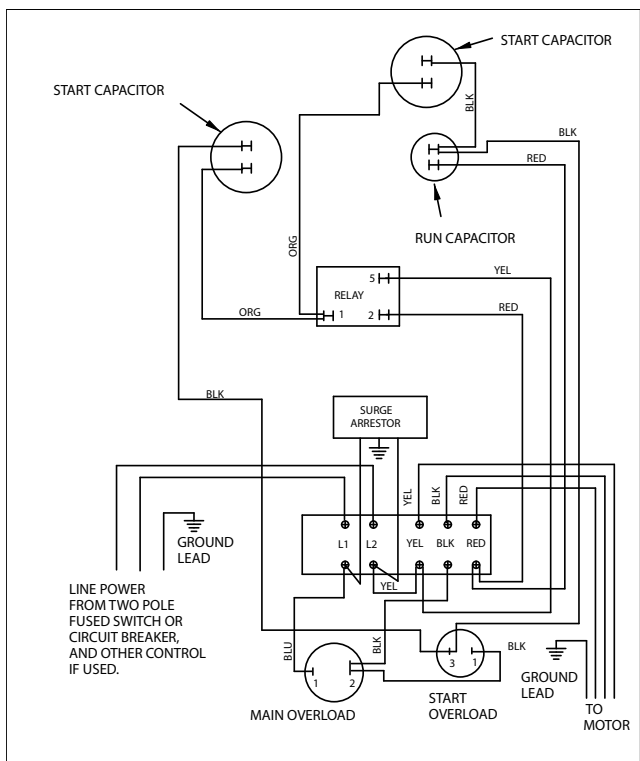 START CAPACITOR
START CAPACITOR
BLK
BLK
RED
RUN CAPACITOR
ORG
YEL
5
RELAY
1
2
RED
ORG
BLK
SURGE
ARRESTOR
YEL
BLK
RED
GROUND
LEAD
L1
L2
YEL
BLK
RED
LINE POWER
FROM TWO POLE
FUSED SWITCH OR
CIRCUIT BREAKER,
AND OTHER CONTROL
IF USED.
YEL
BLU
BLK
BLK
1
2
3
1
MAIN OVERLOAD
START
OVERLOAD
GROUND
LEAD
TO
MOTOR